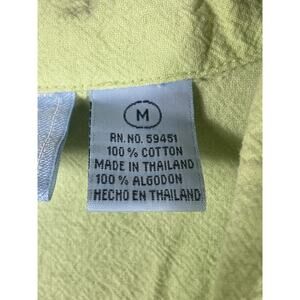 M
RN. NO. 59451
100% COTTON
MADE IN THAILAND
100% ALGODON
HECHO EN THAILAND